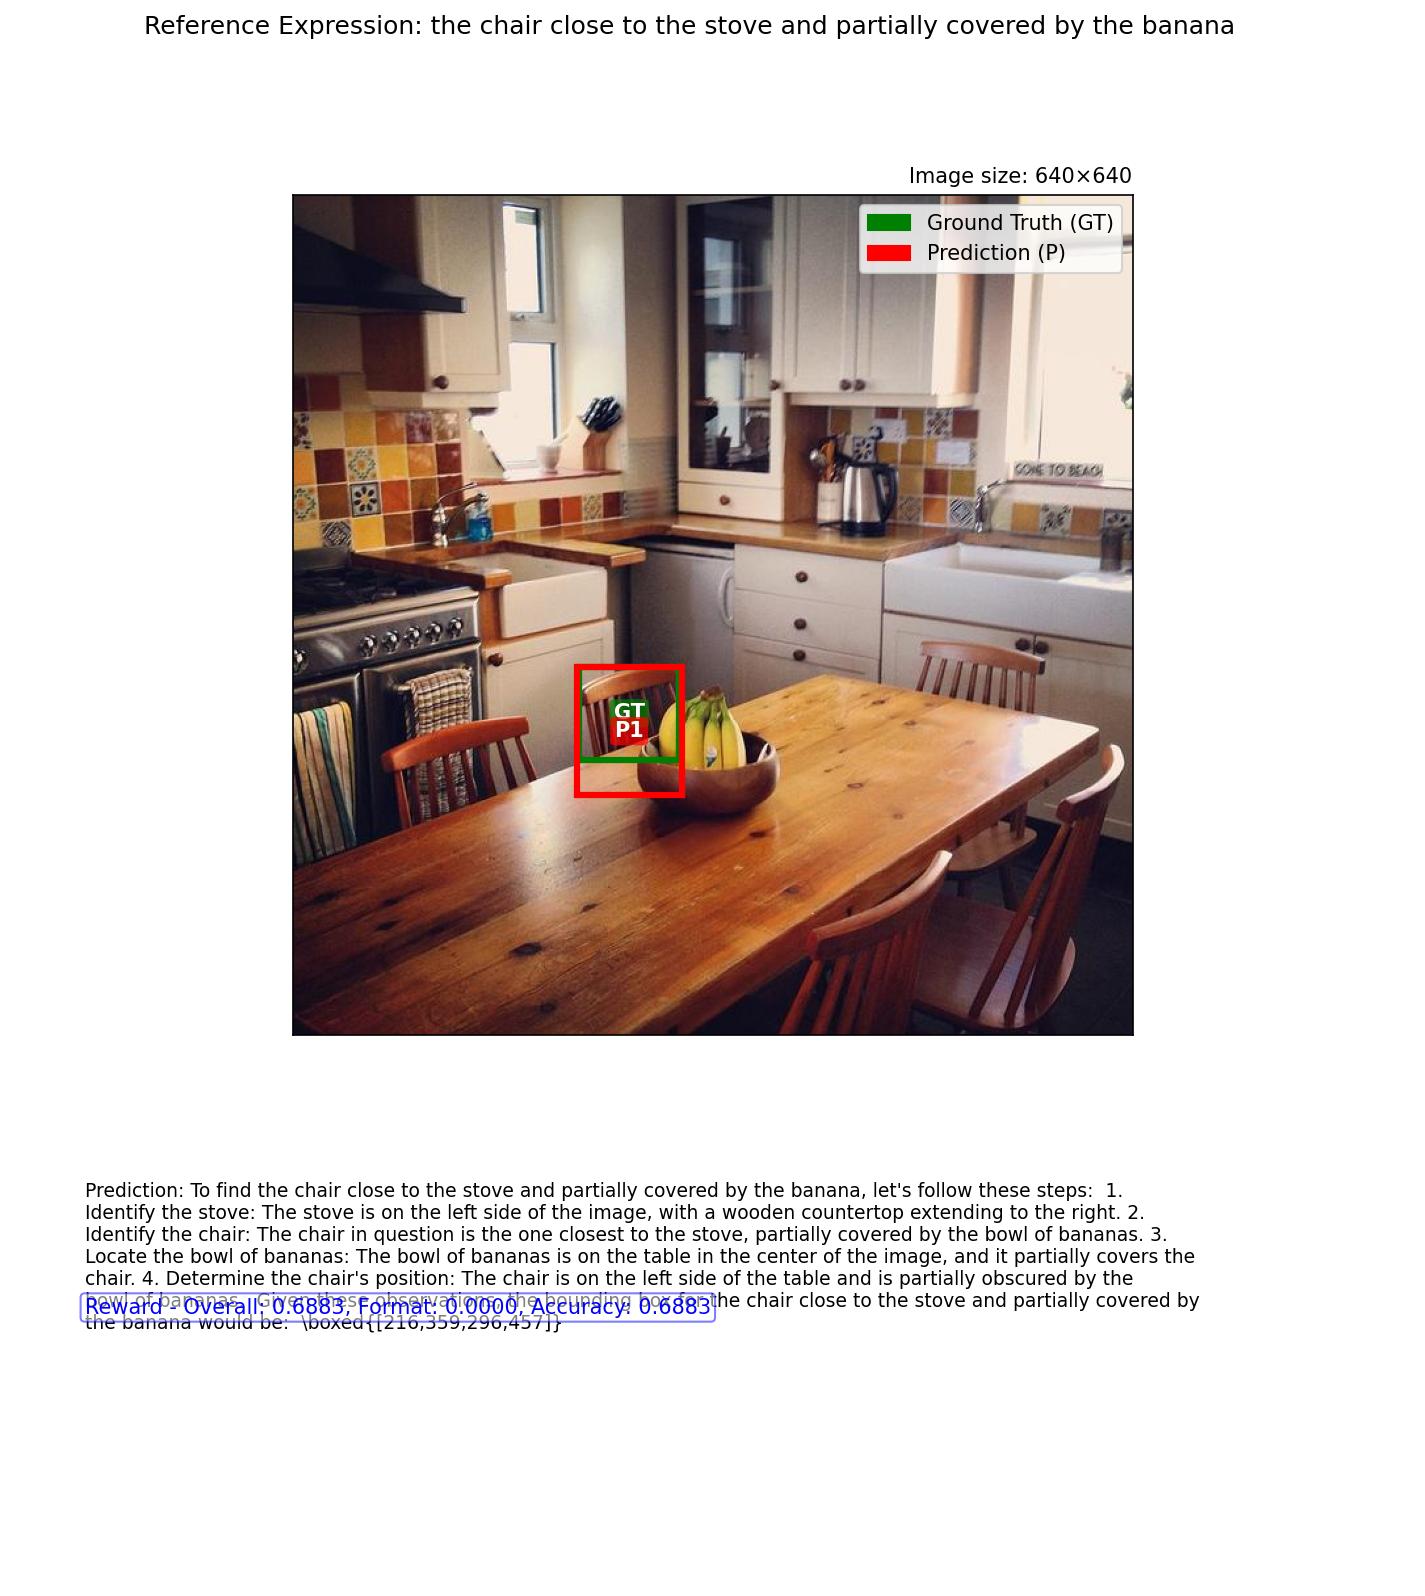 Reference Expression: the chair close to the stove and partially covered by the banana
Image size: 640×640
Ground Truth (GT)
Prediction (P)
GONE TO BEACH
GT
P1
Prediction: To find the chair close to the stove and partially covered by the banana, let's follow these steps:  1.
Identify the stove: The stove is on the left side of the image, with a wooden countertop extending to the right. 2.
Identify the chair: The chair in question is the one closest to the stove, partially covered by the bowl of bananas. 3.
Locate the bowl of bananas: The bowl of bananas is on the table in the center of the image, and it partially covers the
chair. 4. Determine the chair's position: The chair is on the left side of the table and is partially obscured by the
bowl of bananas.  Given these observations, the bounding box for the chair close to the stove and partially covered by
Reward - Overall: 0.6883, Format: 0.0000, Accuracy: 0.6883
the banana would be:  \boxed{[216,359,296,457]}